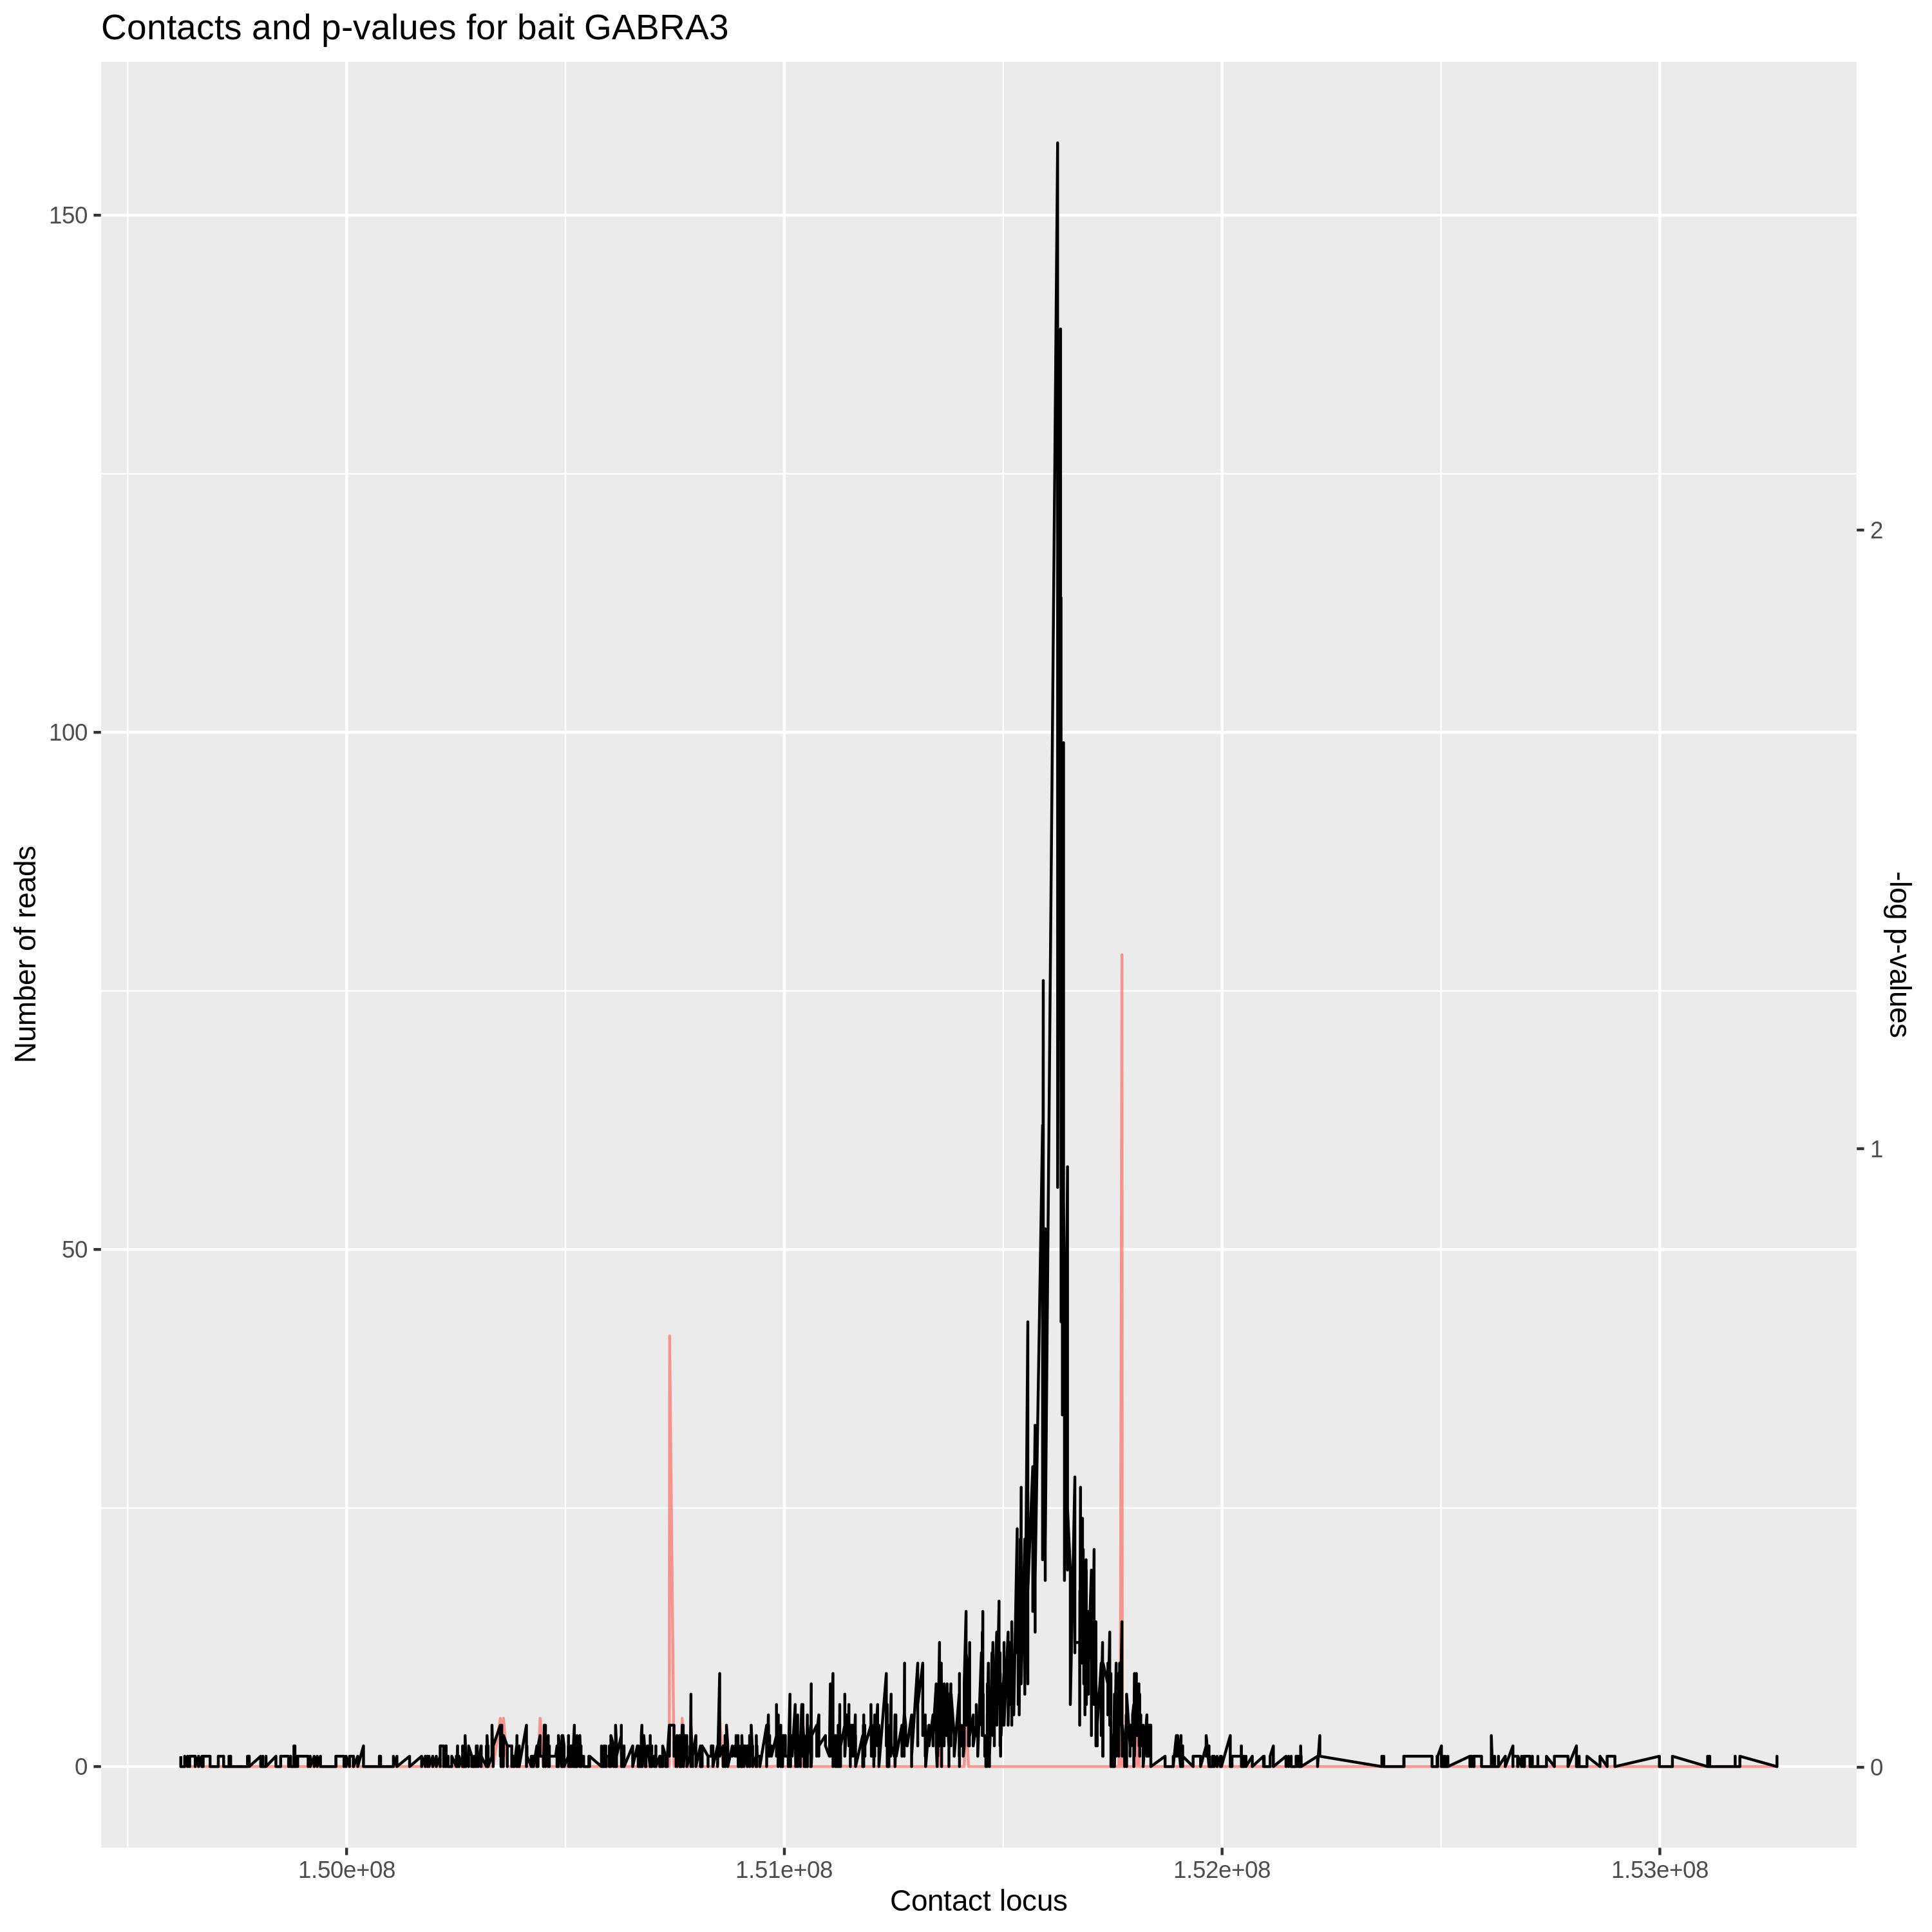 Contacts and p-values for bait GABRA3
150
100
50
0
Number of reads
2
1
0
-log p-values
1.50e+08
1.51e+08
1.52e+08
1.53e+08
Contact locus